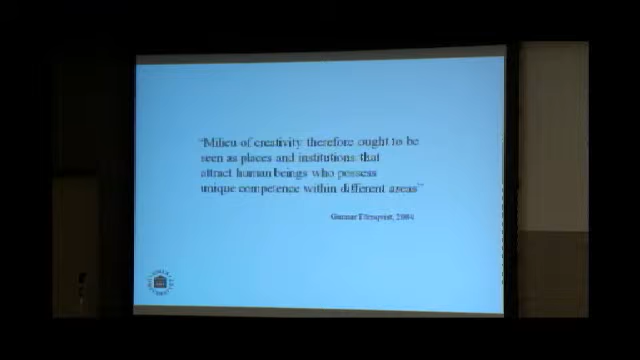 "Milieu of creativity therefore ought to be
seen as places and institutions that
attract human beings who possess
unique competence within different areas"
Gunnar Törnqvist, 2004